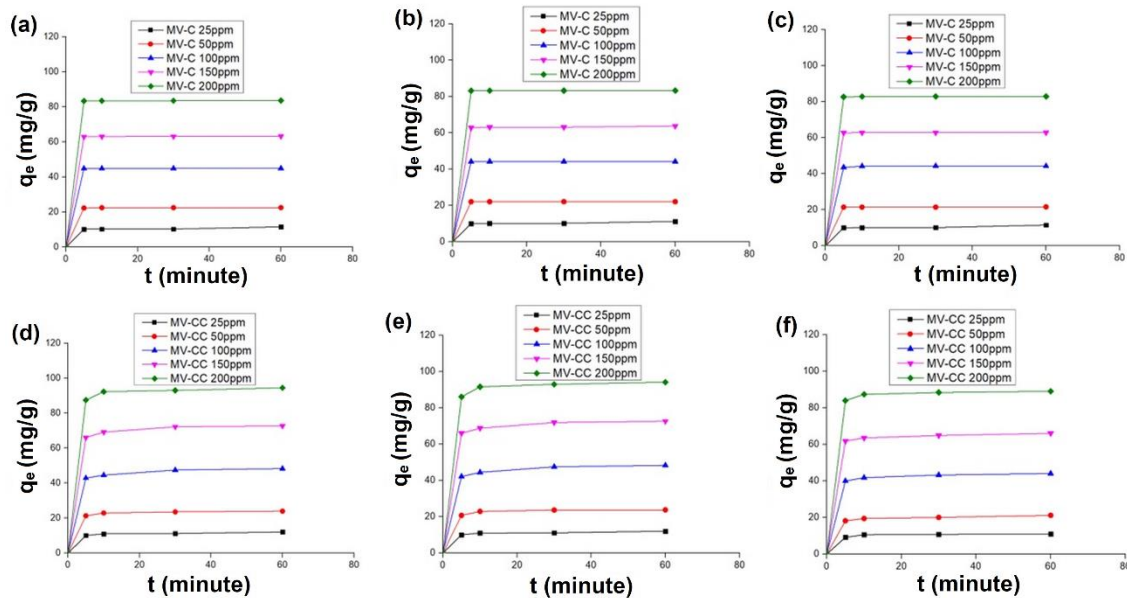 (a)
MV-C 25ppm
MV-C 50ppm
MV-C 100ppm
MV-C 150ppm
MV-C 200ppm
120
100
80
60
40
20
0
qe (mg/g)
0 20 40 60 80
t (minute)
(b)
MV-C 25ppm
MV-C 50ppm
MV-C 100ppm
MV-C 150ppm
MV-C 200ppm
120
100
80
60
40
20
0
qe (mg/g)
0 20 40 60 80
t (minute)
(c)
MV-C 25ppm
MV-C 50ppm
MV-C 100ppm
MV-C 150ppm
MV-C 200ppm
120
100
80
60
40
20
0
qe (mg/g)
0 20 40 60 80
t (minute)
(d)
MV-CC 25ppm
MV-CC 50ppm
MV-CC 100ppm
MV-CC 150ppm
MV-CC 200ppm
120
100
80
60
40
20
0
qe (mg/g)
0 20 40 60 80
t (minute)
(e)
MV-CC 25ppm
MV-CC 50ppm
MV-CC 100ppm
MV-CC 150ppm
MV-CC 200ppm
120
100
80
60
40
20
0
qe (mg/g)
0 20 40 60 80
t (minute)
(f)
MV-CC 25ppm
MV-CC 50ppm
MV-CC 100ppm
MV-CC 150ppm
MV-CC 200ppm
120
100
80
60
40
20
0
qe (mg/g)
0 20 40 60 80
t (minute)